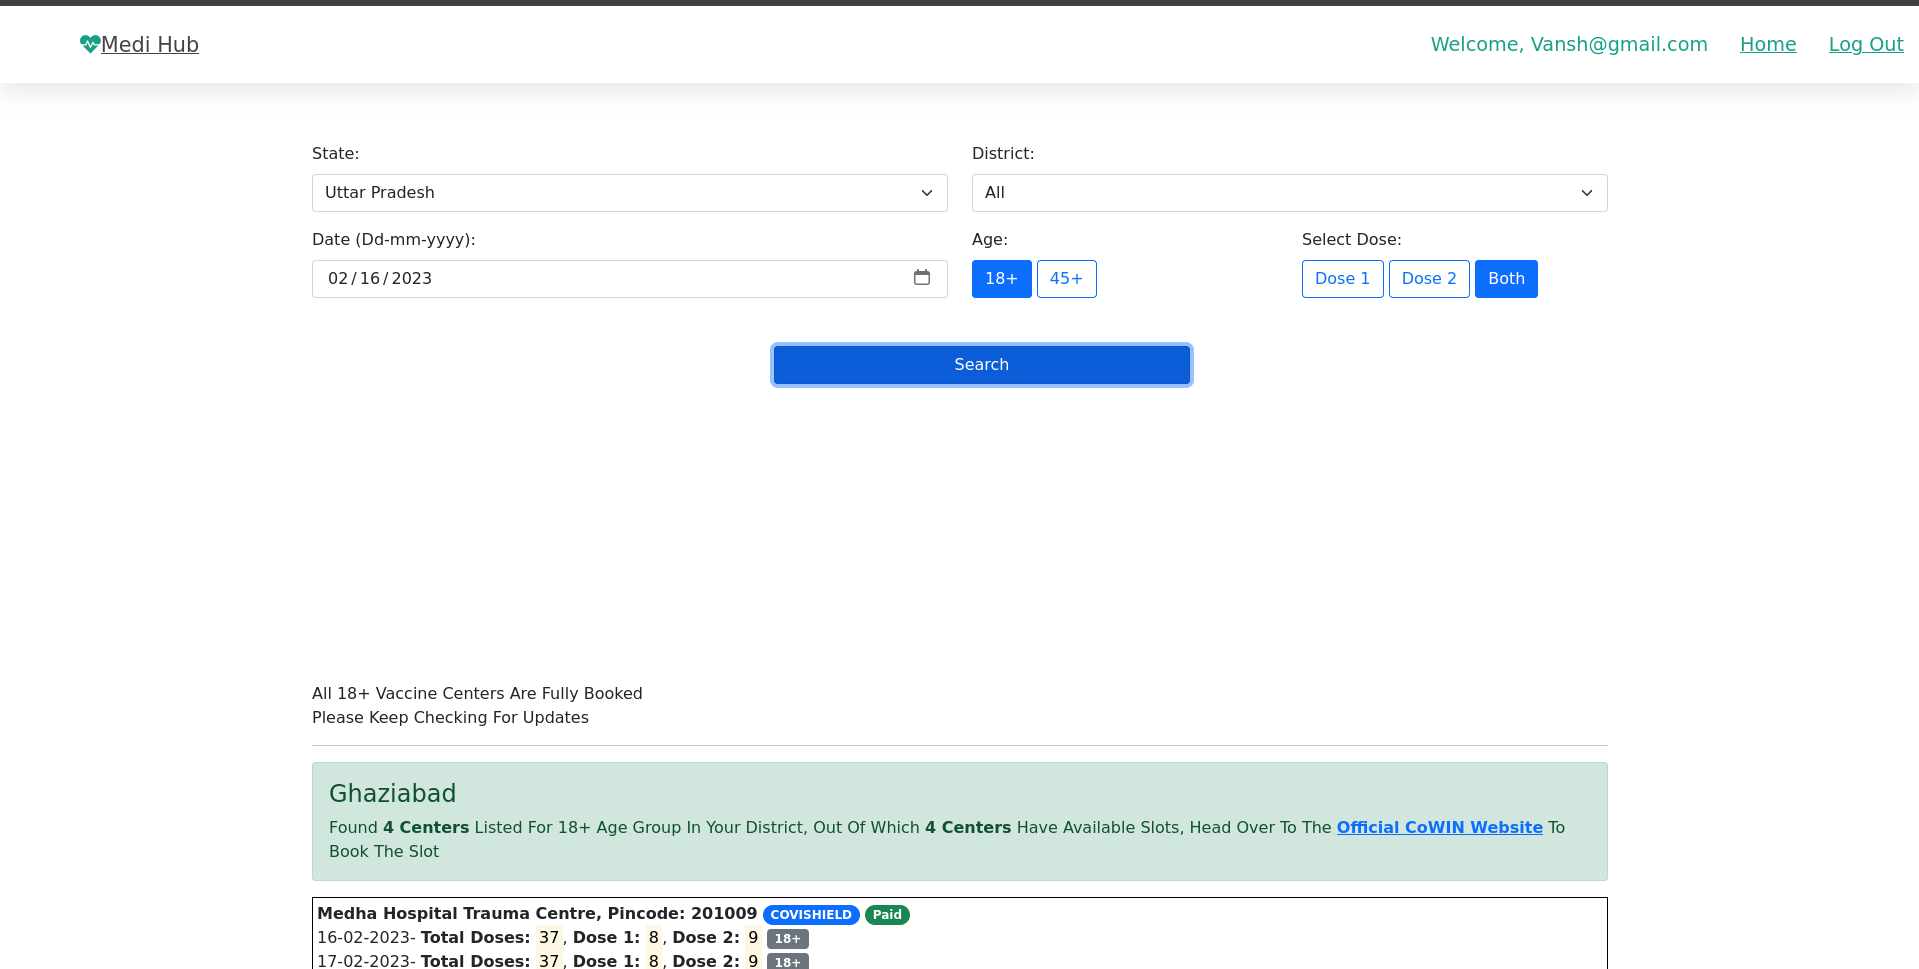 Medi Hub
Welcome, Vansh@gmail.com Home Log Out
State: District:
Uttar Pradesh All
Date (Dd-mm-yyyy): Age: Select Dose:
02/16/2023 18+ 45+ Dose 1 Dose 2 Both
Search
All 18+ Vaccine Centers Are Fully Booked
Please Keep Checking For Updates
Ghaziabad
Found 4 Centers Listed For 18+ Age Group In Your District, Out Of Which 4 Centers Have Available Slots, Head Over To The Official CoWIN Website To
Book The Slot
Medha Hospital Trauma Centre, Pincode: 201009 COVISHIELD Paid
16-02-2023- Total Doses: 37, Dose 1: 8, Dose 2: 9 18+
17-02-2023- Total Doses: 37, Dose 1: 8, Dose 2: 9 18+